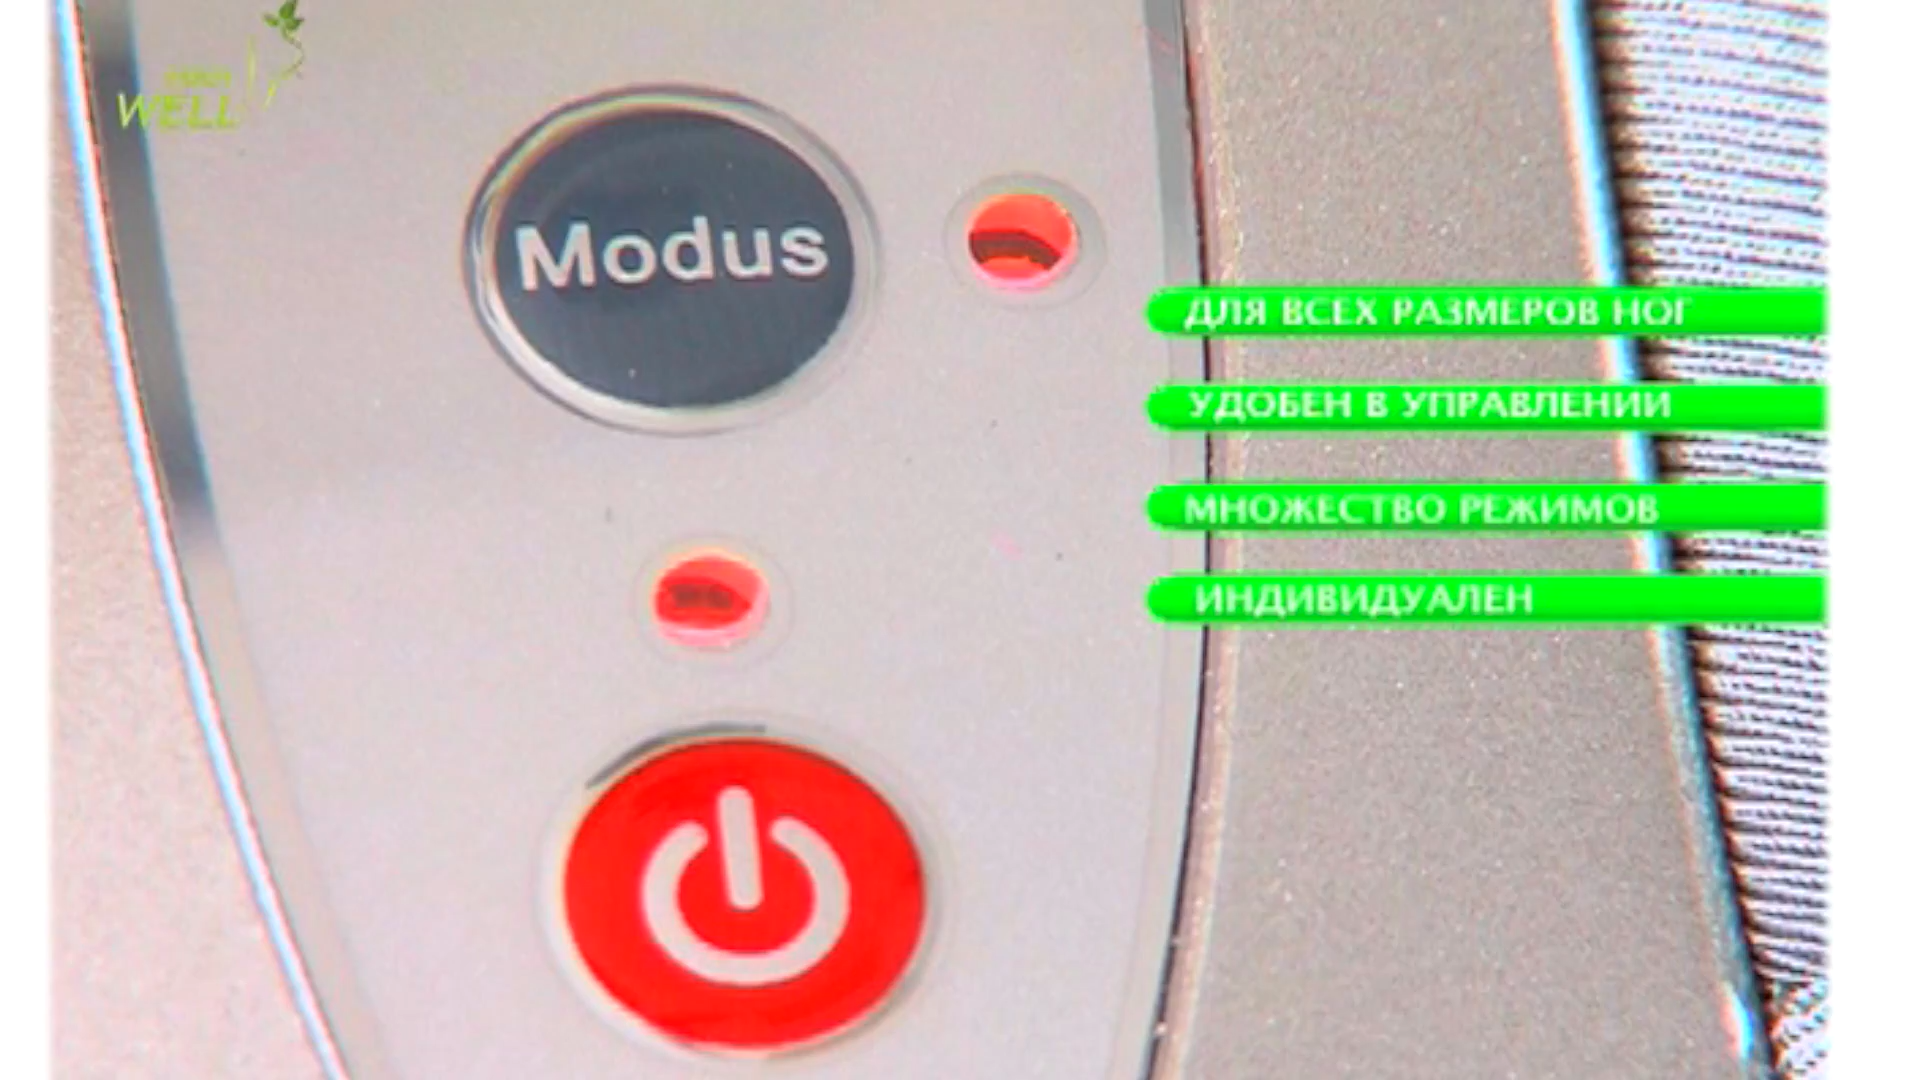 WELL
Modus
ДЛЯ ВСЕХ РАЗМЕРОВ НОГ
УДОБЕН В УПРАВЛЕНИИ
МНОЖЕСТВО РЕЖИМОВ
ИНДИВИДУАЛЕН